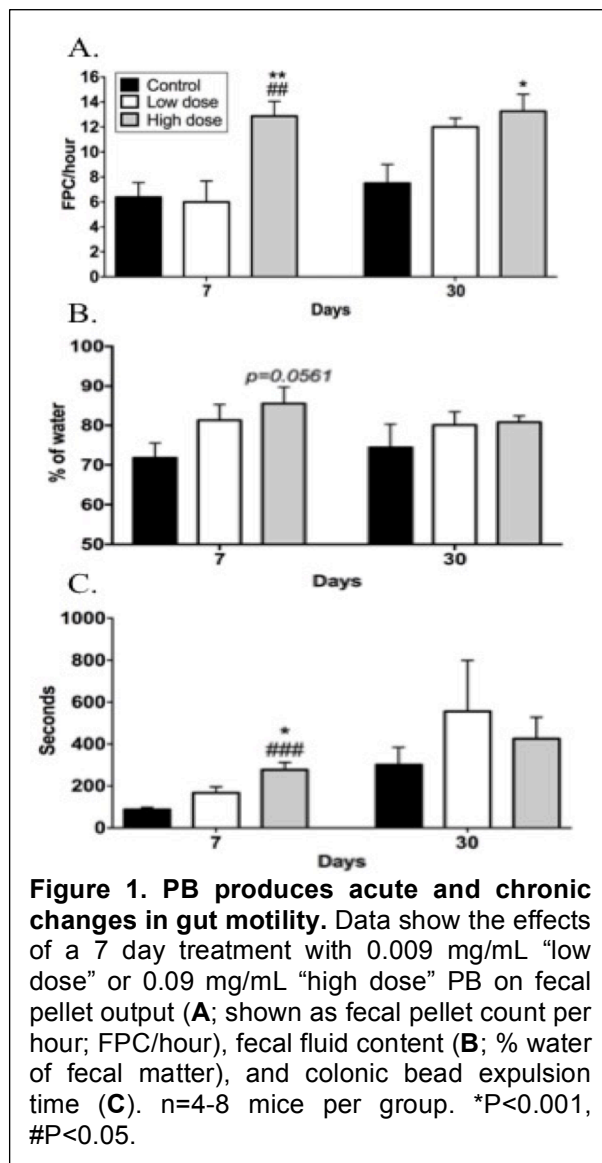 A.
16
14
12
10
8
6
4
2
0
FPC/hour
Control
Low dose
High dose
**
##
*
7
30
Days
B.
100
90
80
70
60
50
% of water
p=0.0561
7
30
Days
C.
1000
800
600
400
200
0
Seconds
*
###
7
30
Days
Figure 1. PB produces acute and chronic
changes in gut motility. Data show the effects
of a 7 day treatment with 0.009 mg/mL “low
dose” or 0.09 mg/mL “high dose” PB on fecal
pellet output (A; shown as fecal pellet count per
hour; FPC/hour), fecal fluid content (B; % water
of fecal matter), and colonic bead expulsion
time (C). n=4-8 mice per group. *P<0.001,
#P<0.05.